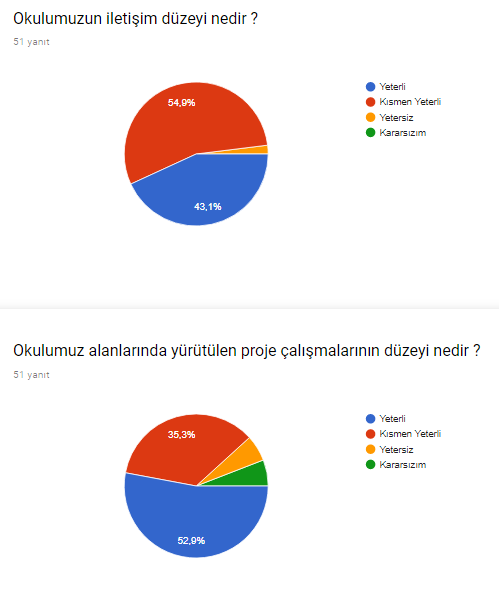 Okulumuzun iletişim düzeyi nedir ?
51 yanıt
Yeterli
Kısmen Yeterli
Yetersiz
Kararsızım
54,9%
43,1%
Okulumuz alanlarında yürütülen proje çalışmalarının düzeyi nedir ?
51 yanıt
Yeterli
Kısmen Yeterli
Yetersiz
Kararsızım
35,3%
52,9%